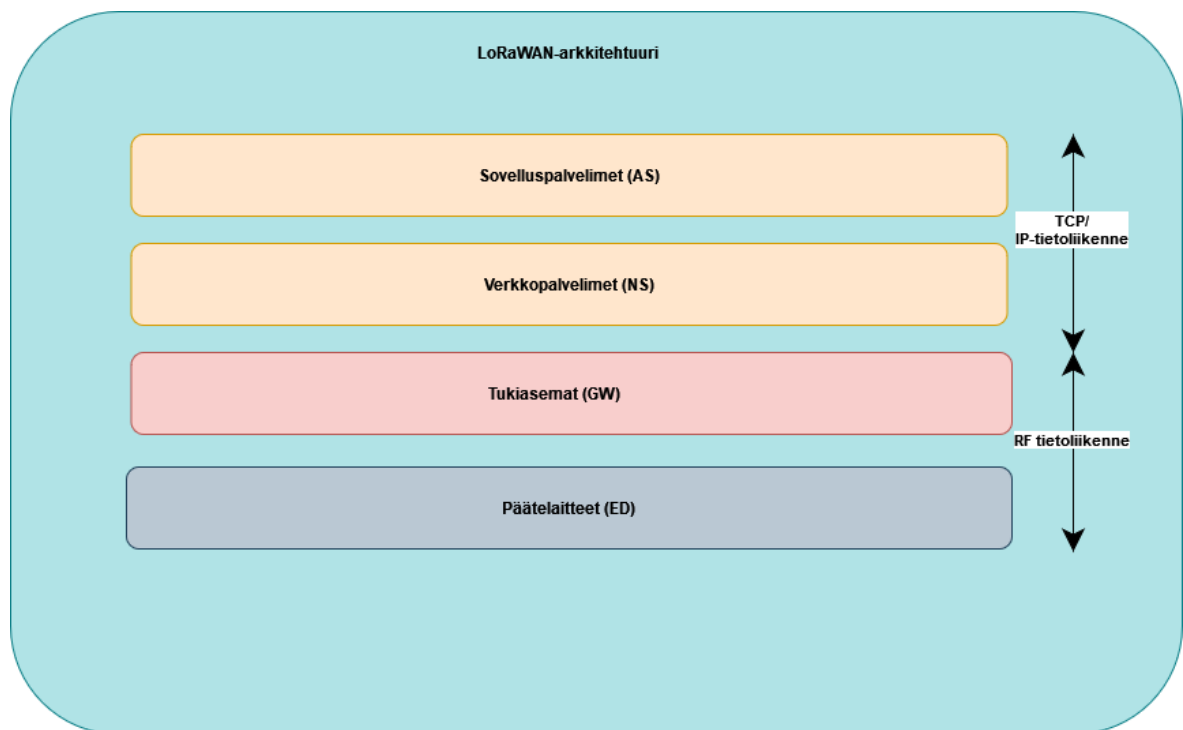 LoRaWAN-arkkitehtuuri
Sovelluspalvelimet (AS)
TCP/
IP-tietoliikenne
Verkkopalvelimet (NS)
Tukiasemat (GW)
RF tietoliikenne
Päätelaitteet (ED)